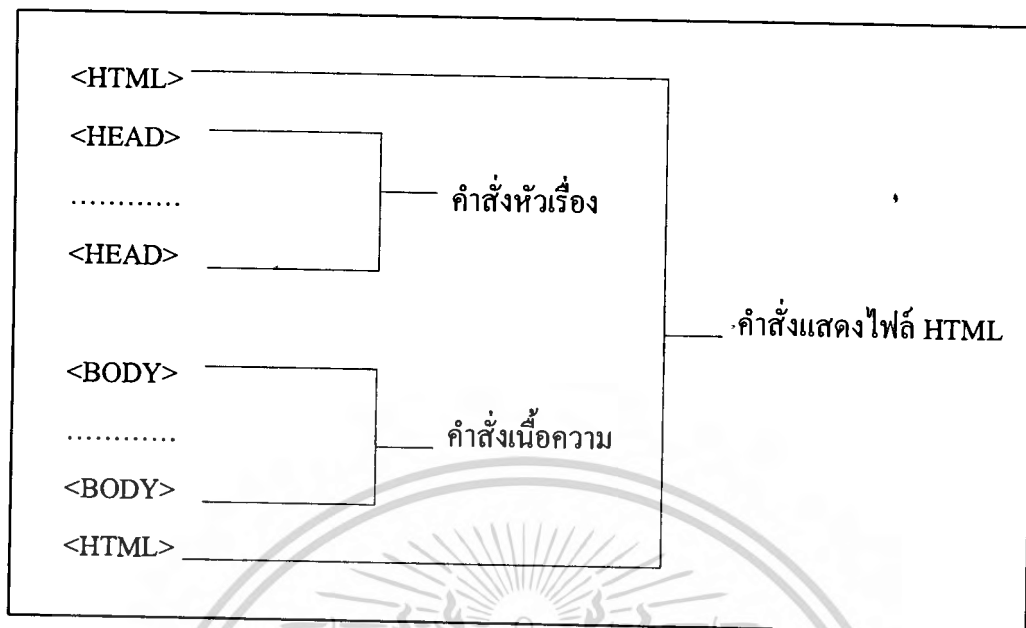 <HTML>
<HEAD>
............
คำสั่งหัวเรื่อง
<HEAD>
คำสั่งแสดงไฟล์ HTML
<BODY>
............
คำสั่งเนื้อความ
<BODY>
<HTML>